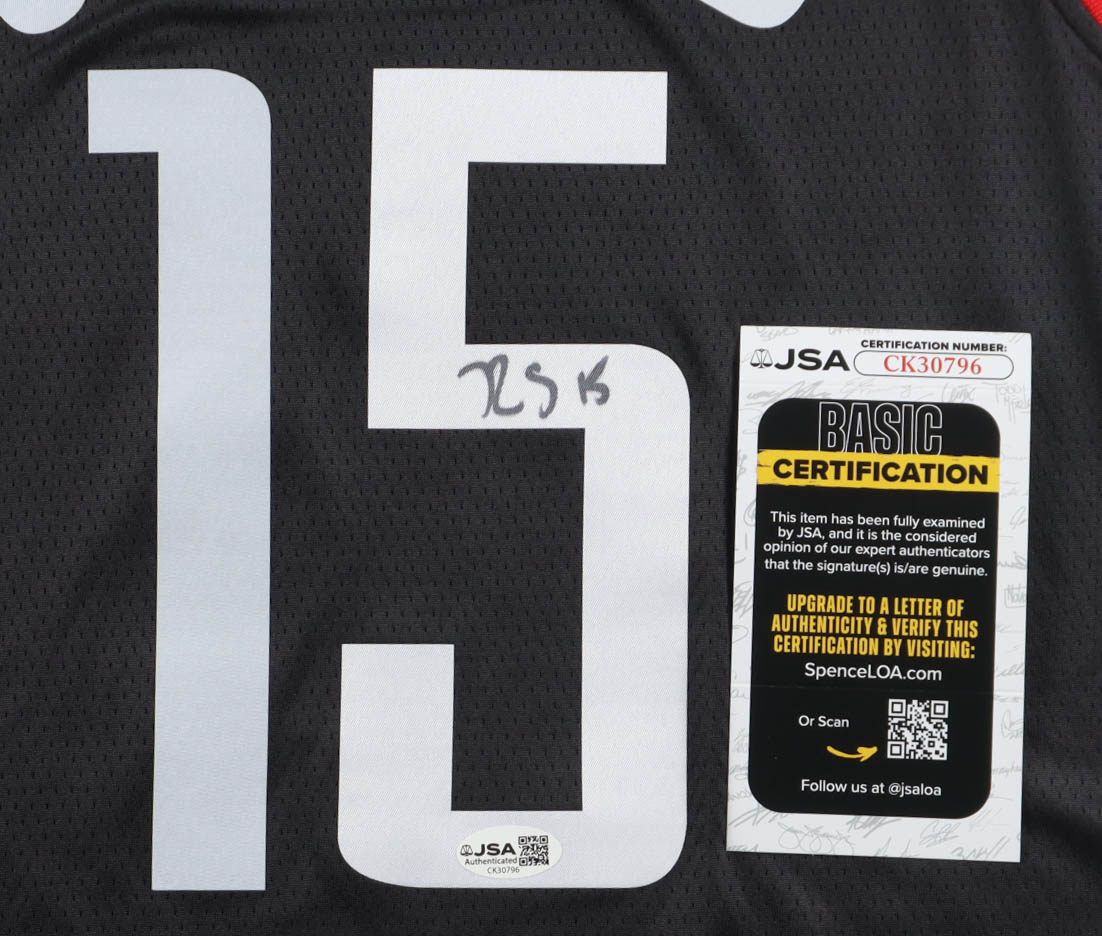 15
JSA
CERTIFICATION NUMBER:
CK30796
BASIC
CERTIFICATION
This item has been fully examined
by JSA, and it is the considered
opinion of our expert authenticators
that the signature(s) is/are genuine.
UPGRADE TO A LETTER OF
AUTHENTICITY & VERIFY THIS
CERTIFICATION BY VISITING:
SpenceLOA.com
Or Scan
Follow us at @jsaloa
JSA
Authenticated
CK30796